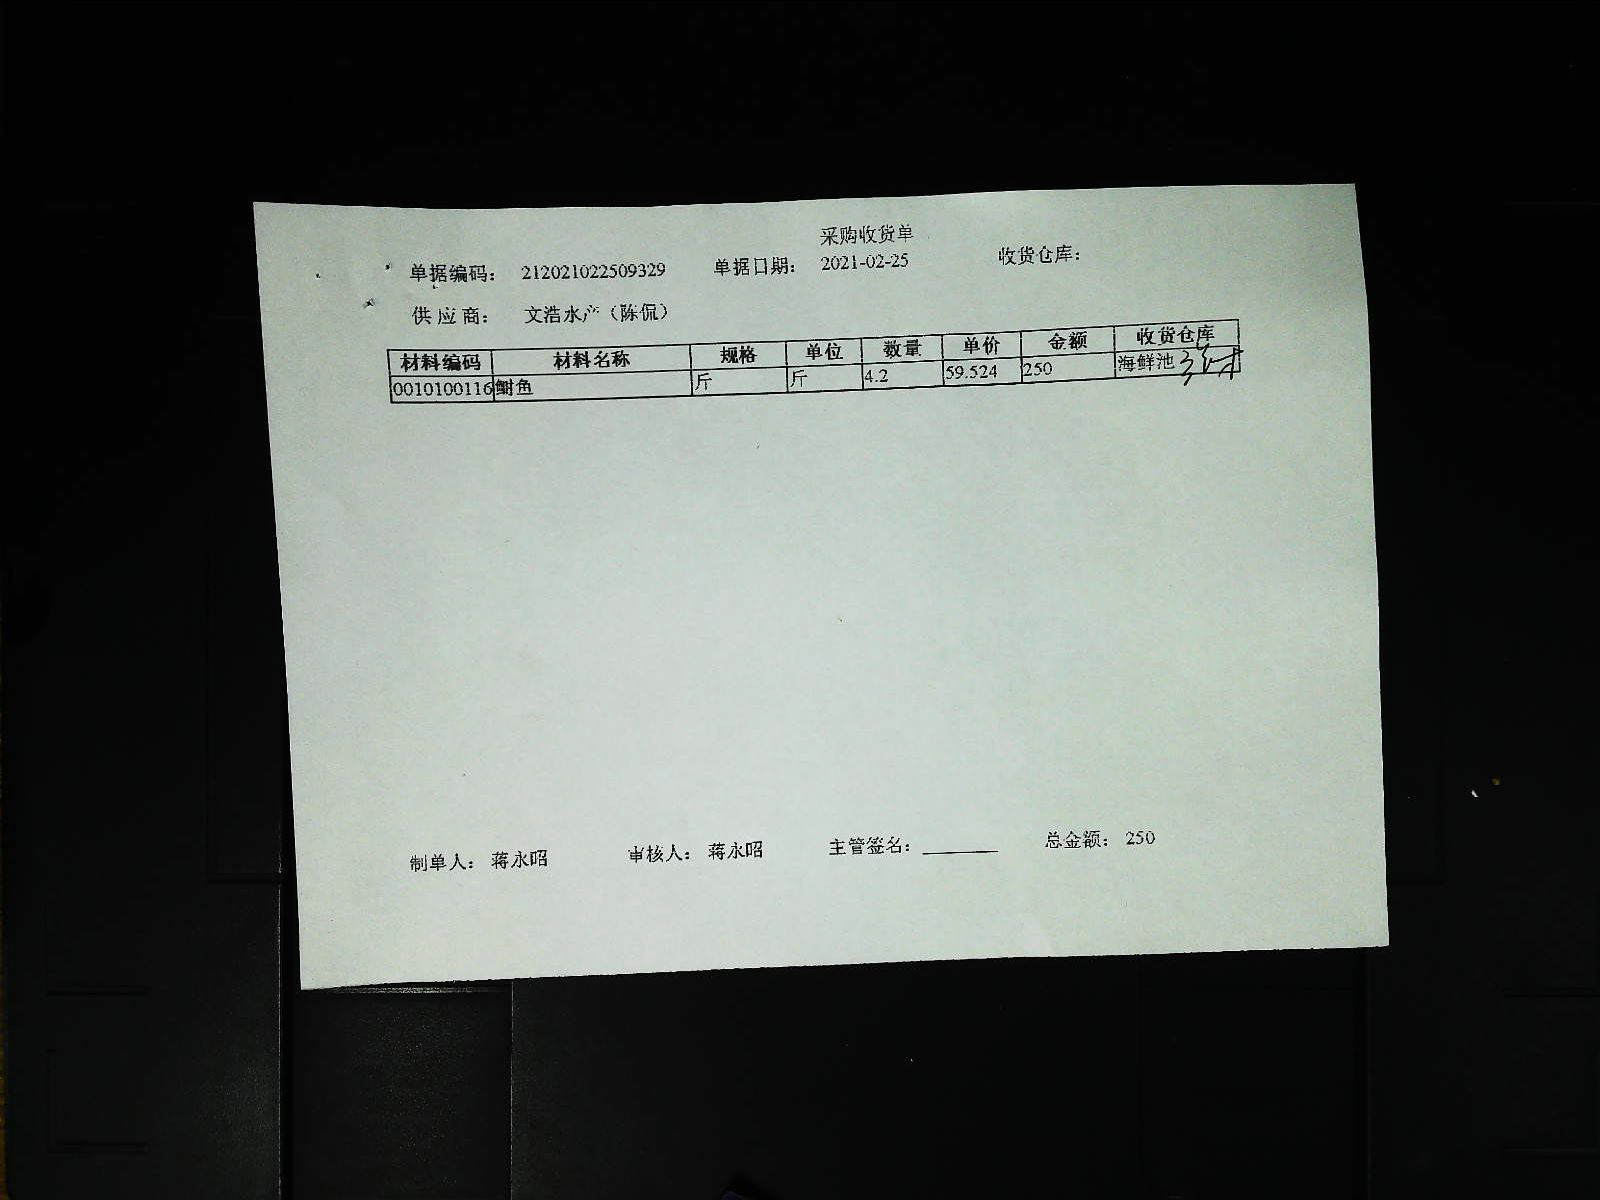 采购收货单
单据编码： 212021022509329 单据日期： 2021-02-25 收货仓库：
供 应 商： 文浩水产（陈侃）
材料编码 材料名称 规格 单位 数量 单价 金额 收货仓库
0010100116 鲥鱼 斤 斤 4.2 59.524 250 海鲜池
制单人： 蒋永昭 审核人： 蒋永昭 主管签名： 总金额： 250